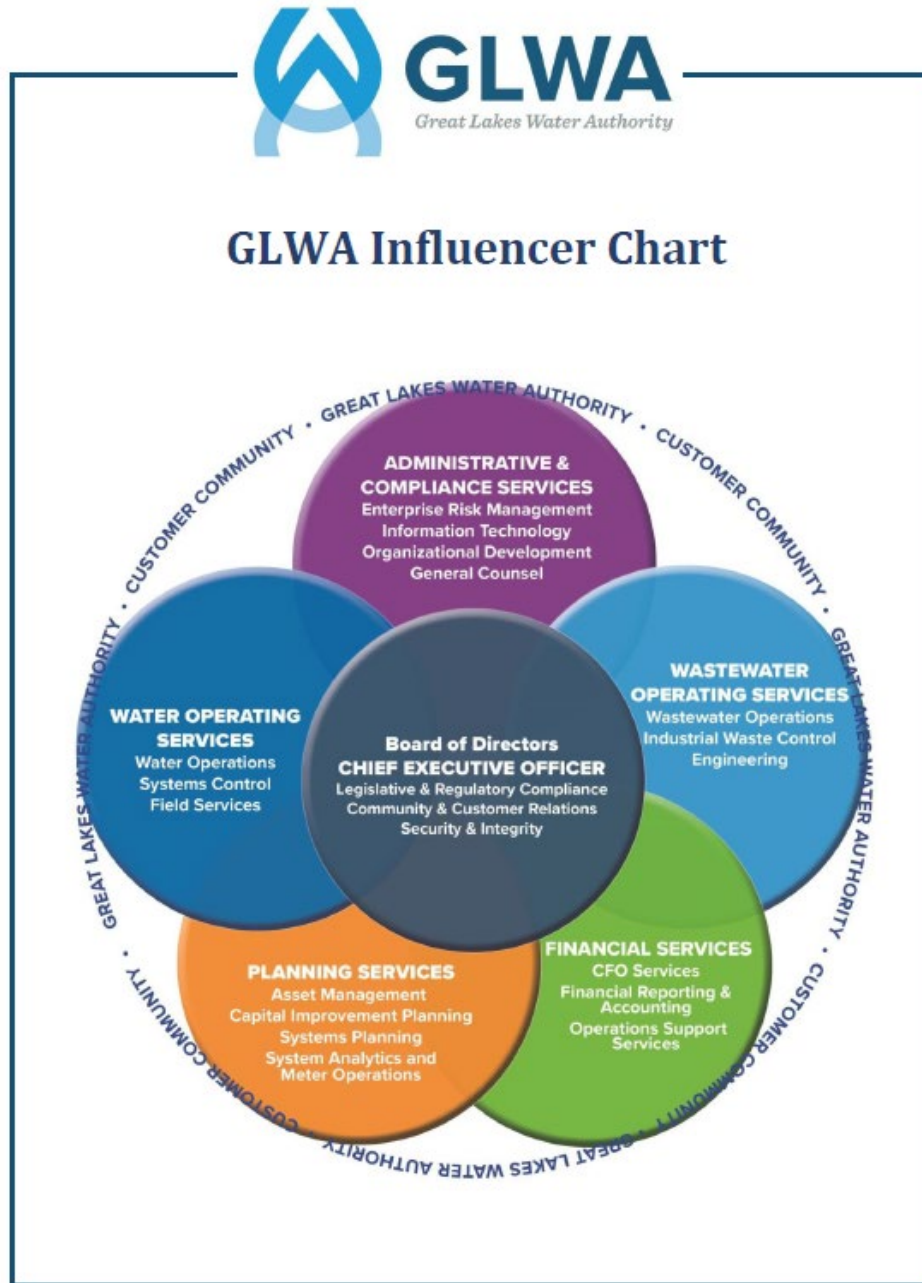 GLWA
Great Lakes Water Authority
GLWA Influencer Chart
GREAT LAKES WATER AUTHORITY • CUSTOMER COMMUNITY • GREAT LAKES WATER AUTHORITY • CUSTOMER COMMUNITY • GREAT LAKES WATER AUTHORITY • CUSTOMER COMMUNITY • GREAT LAKES WATER AUTHORITY • CUSTOMER COMMUNITY •
ADMINISTRATIVE &
COMPLIANCE SERVICES
Enterprise Risk Management
Information Technology
Organizational Development
General Counsel
WATER OPERATING
SERVICES
Water Operations
Systems Control
Field Services
Board of Directors
CHIEF EXECUTIVE OFFICER
Legislative & Regulatory Compliance
Community & Customer Relations
Security & Integrity
WASTEWATER
OPERATING SERVICES
Wastewater Operations
Industrial Waste Control
Engineering
PLANNING SERVICES
Asset Management
Capital Improvement Planning
Systems Planning
System Analytics and
Meter Operations
FINANCIAL SERVICES
CFO Services
Financial Reporting &
Accounting
Operations Support
Services